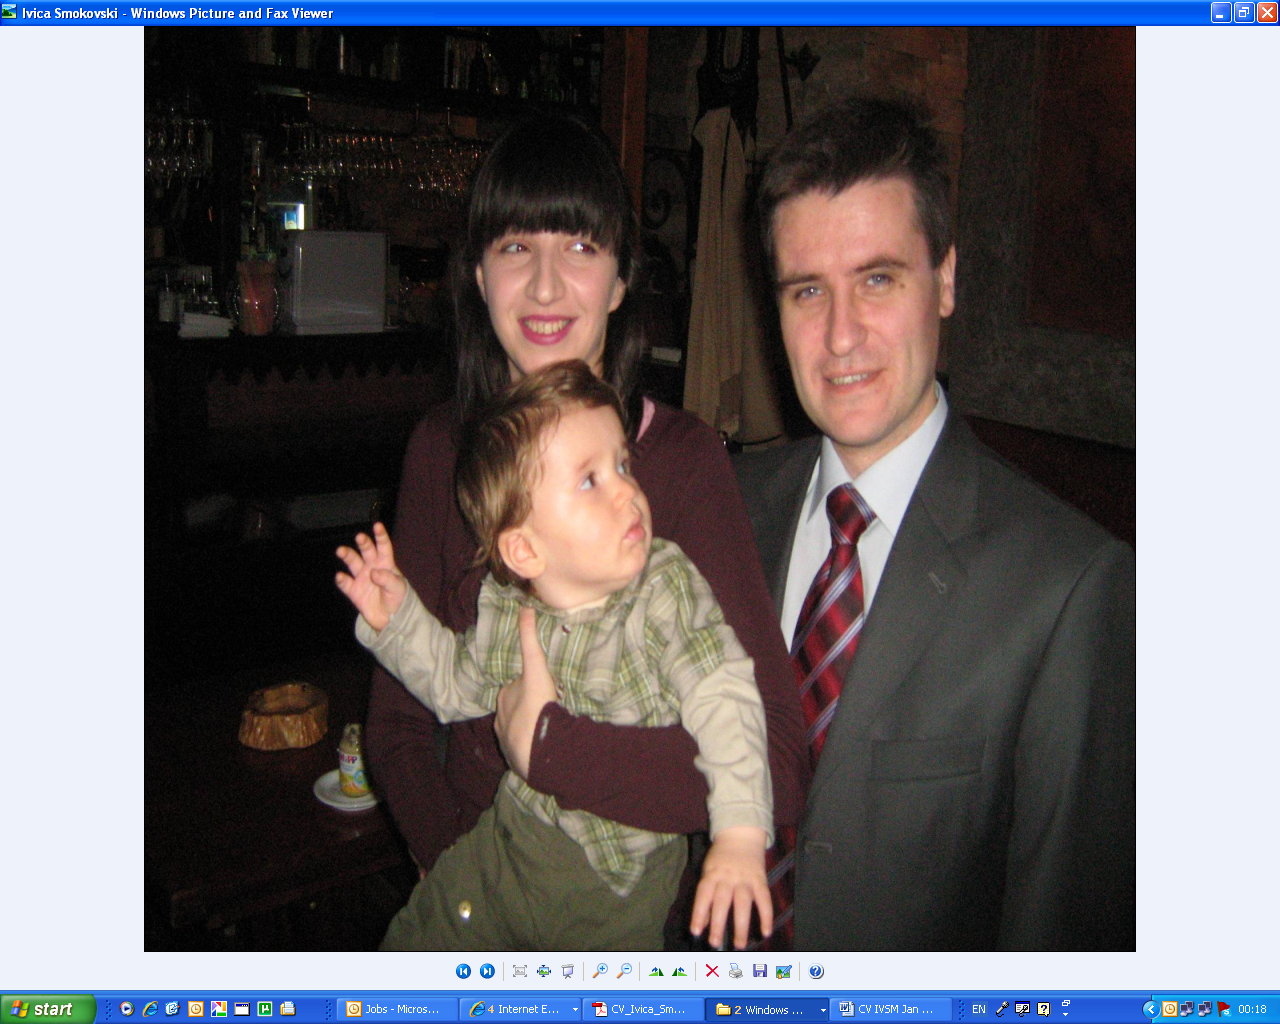 Ivica Smokovski - Windows Picture and Fax Viewer
HiPP
start
Jobs - Micros...
4 Internet E...
CV_Ivica_Sm...
2 Windows ...
CV IVSM Jan ...
EN
00:18